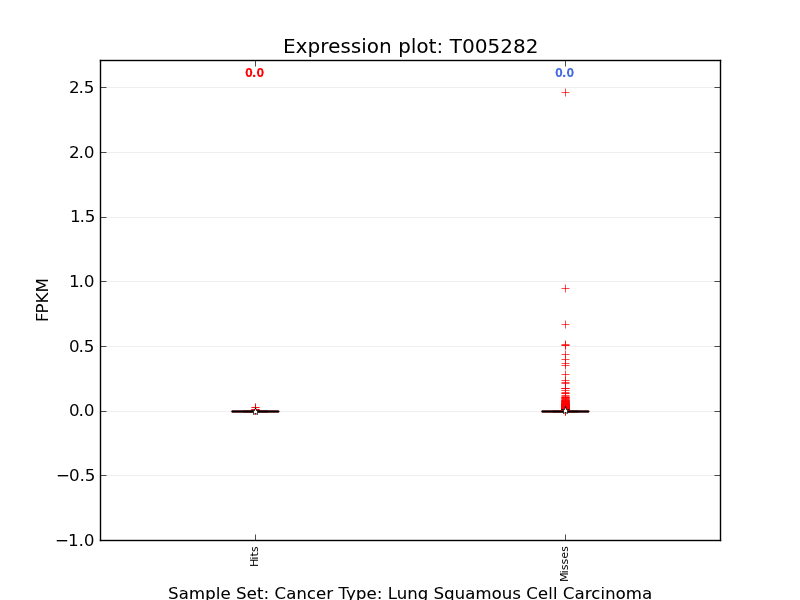 Expression plot: T005282
0.0 0.0
2.5
2.0
1.5
1.0
0.5
0.0
−0.5
−1.0
FPKM
Hits Misses
Sample Set: Cancer Type: Lung Squamous Cell Carcinoma